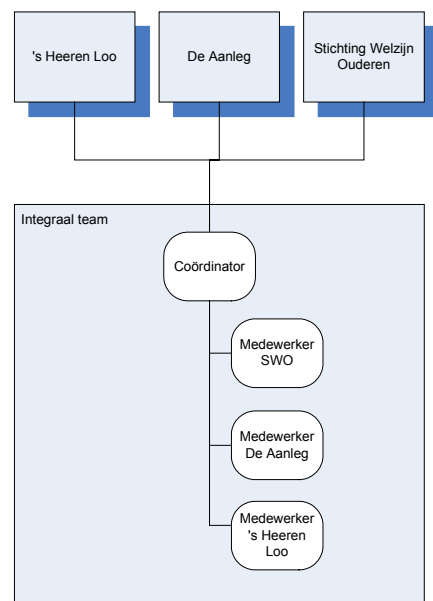 's Heeren Loo
De Aanleg
Stichting Welzijn
Ouderen
Integraal team
Coördinator
Medewerker
SWO
Medewerker
De Aanleg
Medewerker
's Heeren
Loo